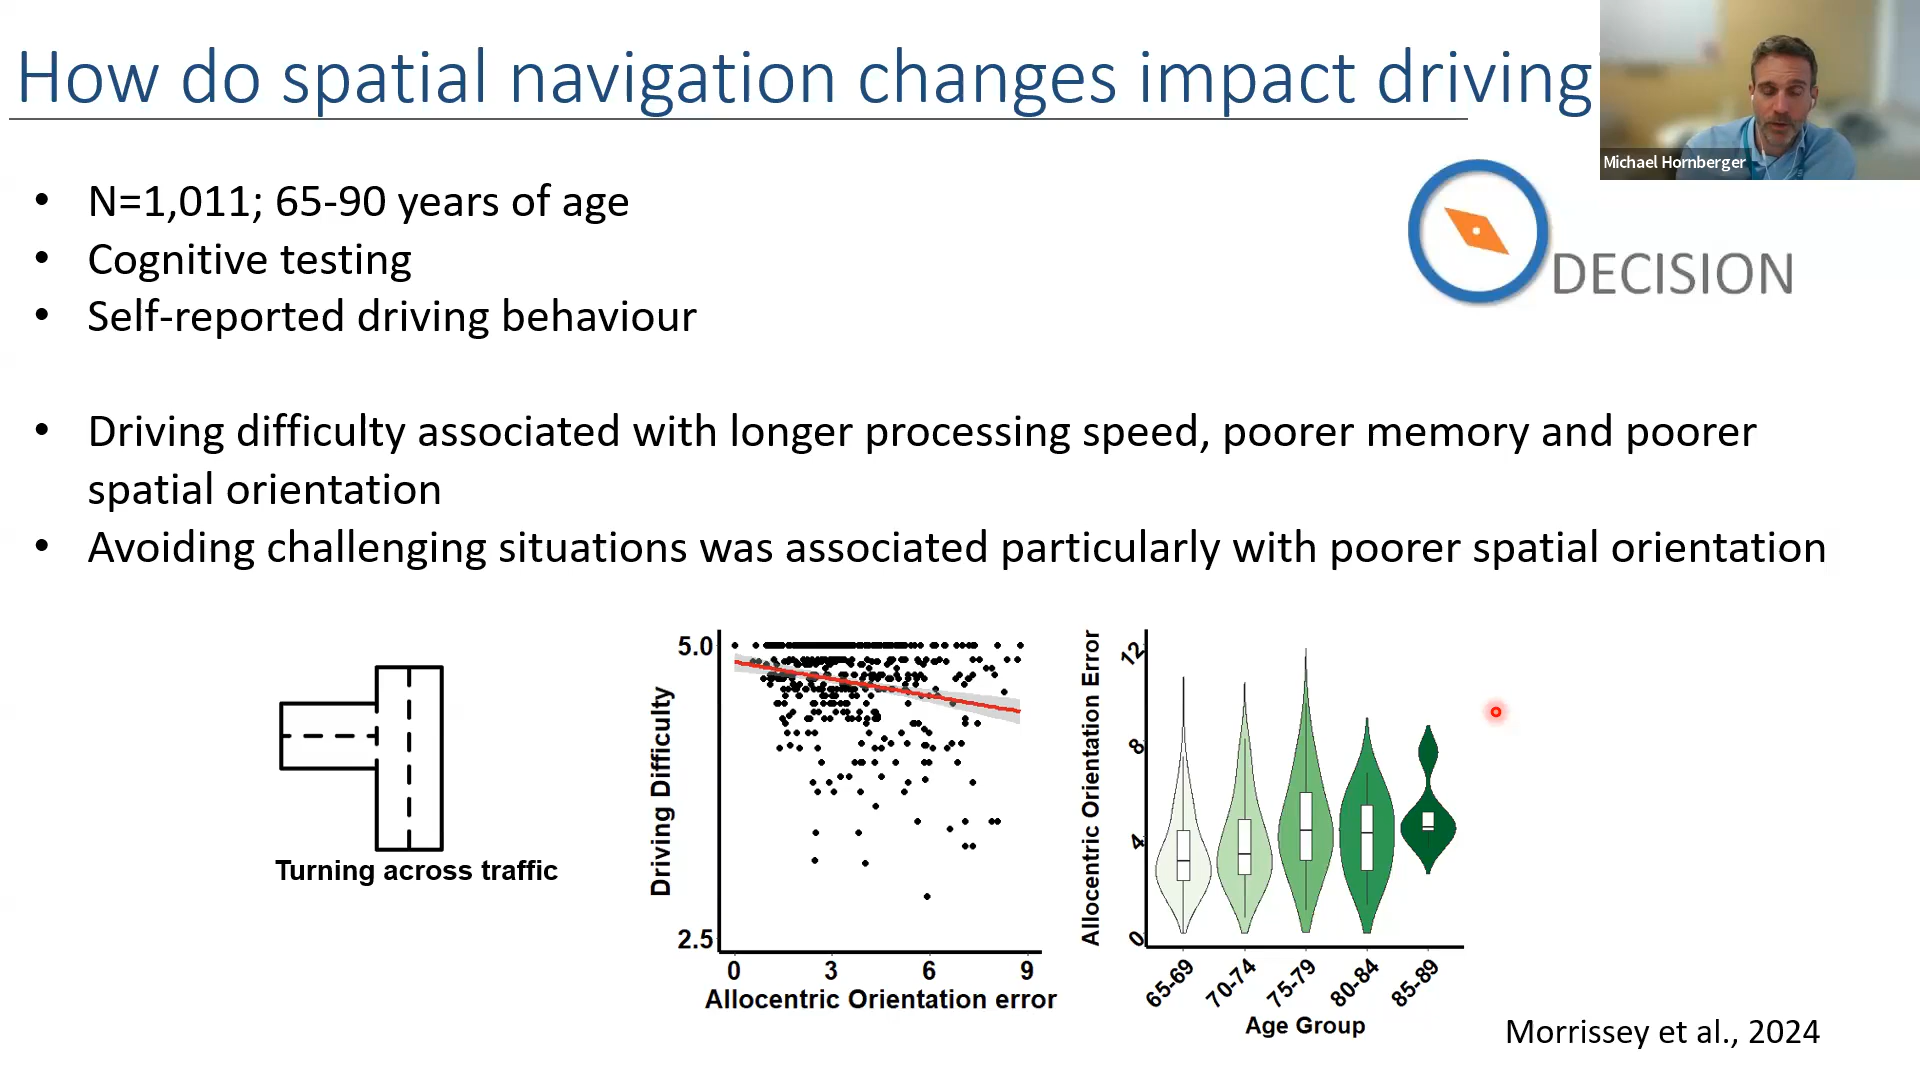 How do spatial navigation changes impact driving
Michael Hornberger
DECISION
• N=1,011; 65-90 years of age
• Cognitive testing
• Self-reported driving behaviour
• Driving difficulty associated with longer processing speed, poorer memory and poorer
spatial orientation
• Avoiding challenging situations was associated particularly with poorer spatial orientation
Turning across traffic
Driving Difficulty
5.0
2.5
0 3 6 9
Allocentric Orientation error
Allocentric Orientation Error
12
8
4
0
65-69 70-74 75-79 80-84 85-89
Age Group
Morrissey et al., 2024